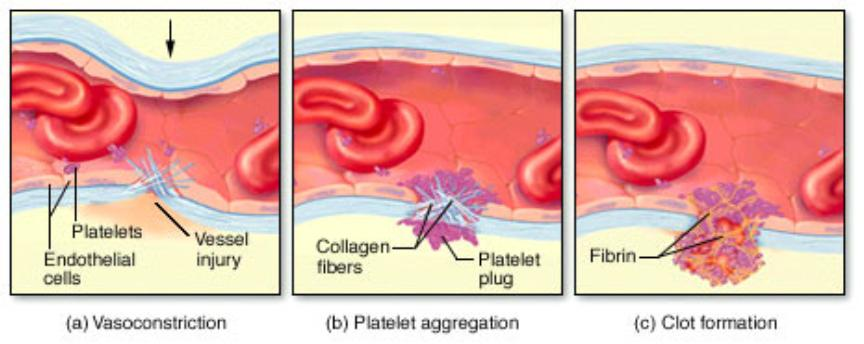 Platelets
Endothelial
cells
Vessel
injury
Collagen
fibers
Platelet
plug
Fibrin
(a) Vasoconstriction
(b) Platelet aggregation
(c) Clot formation